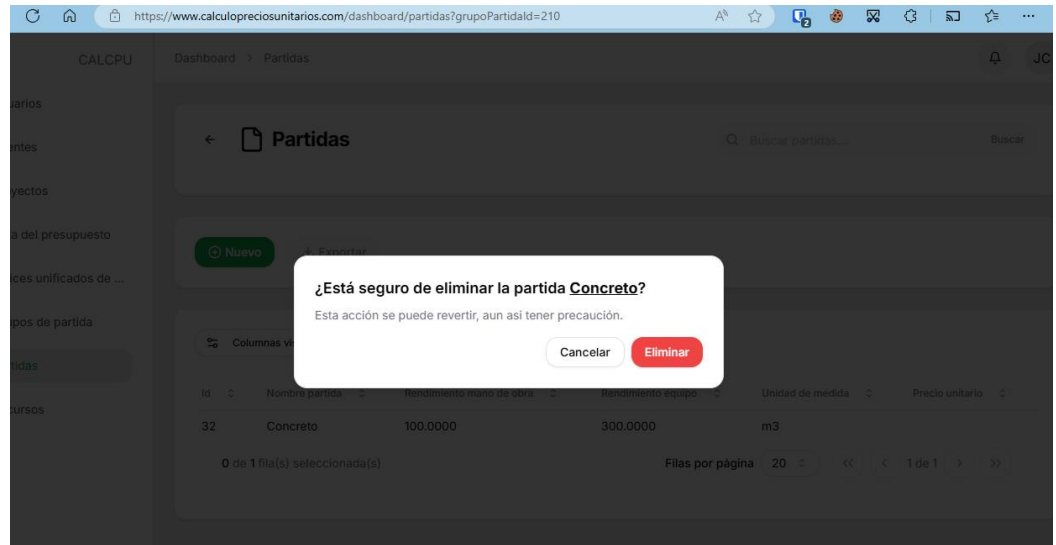 https://www.calculopreciosunitarios.com/dashboard/partidas?grupoPartidaId=210
CALCPU
Dashboard > Partidas
JC
uarios
entes
yectos
a del presupuesto
ices unificados de ...
pos de partida
tidas
cursos
Partidas
Buscar partidas...
Buscar
Nuevo
Exportar
¿Está seguro de eliminar la partida Concreto?
Esta acción se puede revertir, aun asi tener precaución.
Cancelar
Eliminar
Columnas vi
Id Nombre partida Rendimiento mano de obra Rendimiento equipo Unidad de medida Precio unitario
32 Concreto 100.0000 300.0000 m3
0 de 1 fila(s) seleccionada(s)
Filas por página 20 << < 1 de 1 > >>